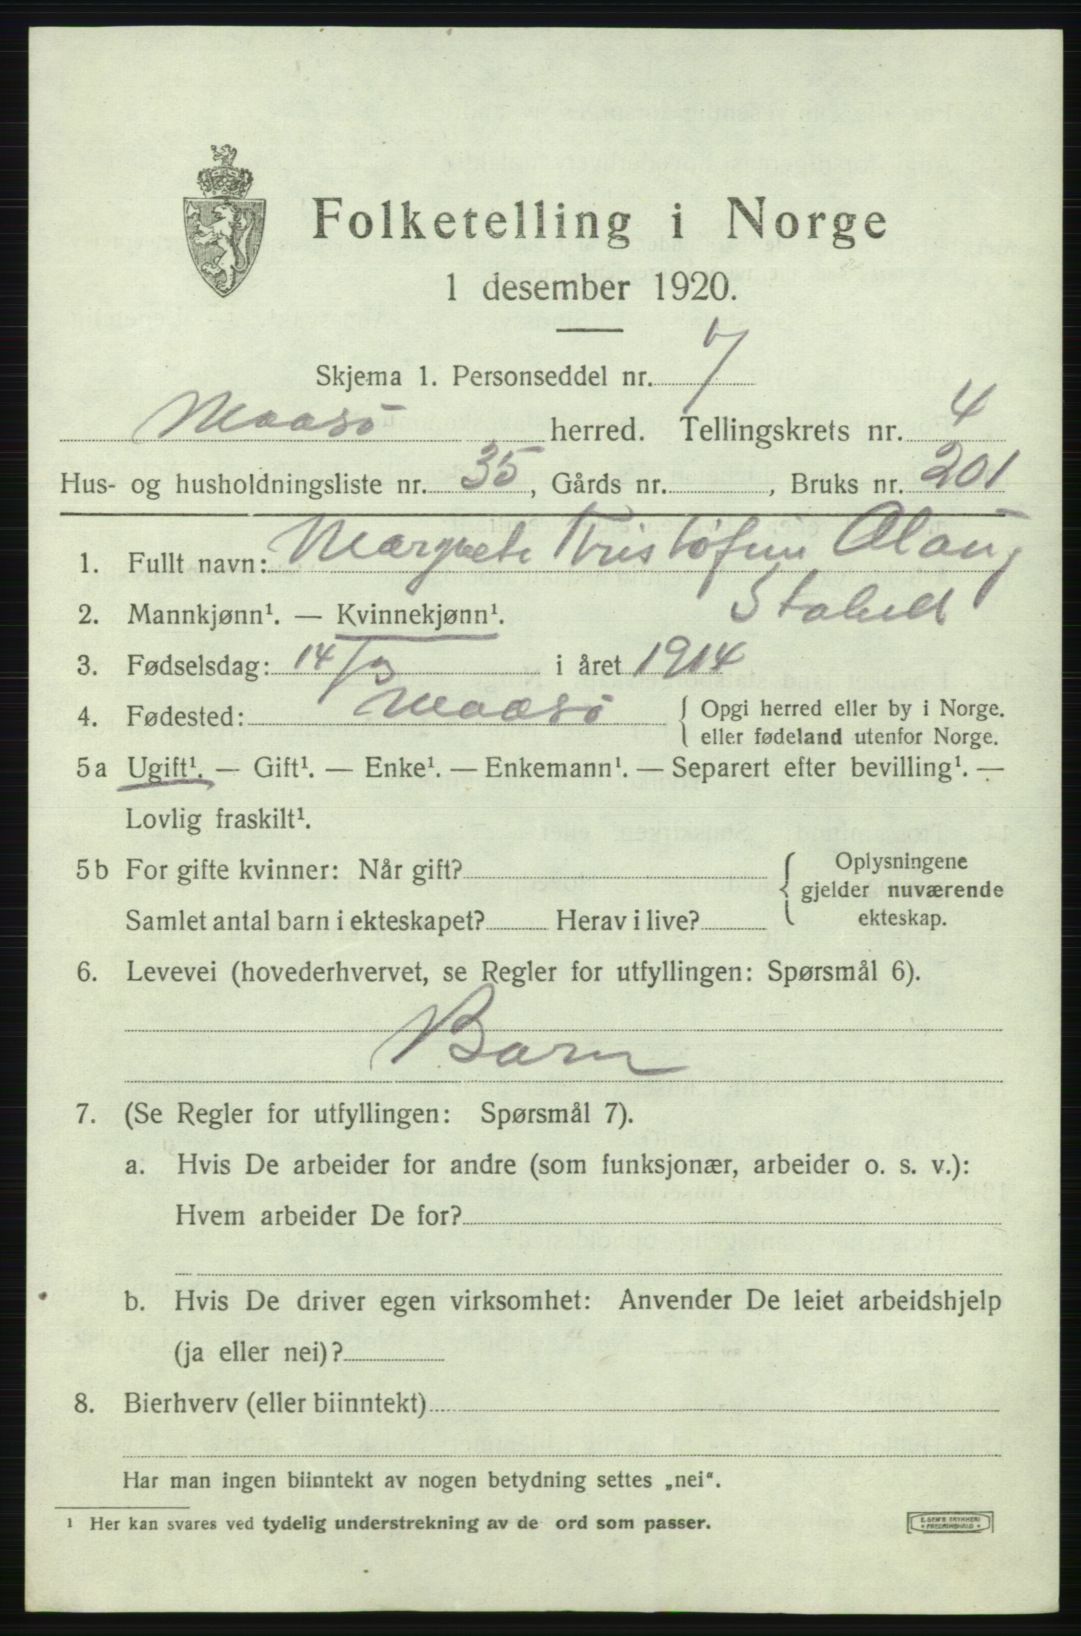 Folketelling i Norge
1 desember 1920.
Skjema 1. Personseddel nr. 7
Maasø herred. Tellingskrets nr. 4
Hus- og husholdningsliste nr. 35, Gårds nr. , Bruks nr. 201
1. Fullt navn: Margrete Kristofine Olaug
2. Mannkjønn¹. — Kvinnekjønn¹.
3. Fødselsdag: 14/3 i året 1914
4. Fødested: Maasø { Opgi herred eller by i Norge.
eller fødeland utenfor Norge.
5 a Ugift¹. — Gift¹. — Enke¹. — Enkemann¹. — Separert efter bevilling¹. —
Lovlig fraskilt¹.
5 b For gifte kvinner: Når gift? { Oplysningene
gjelder nuværende
ekteskap.
Samlet antal barn i ekteskapet? Herav i live?
6. Levevei (hovederhvervet, se Regler for utfyllingen: Spørsmål 6).
Barn
7. (Se Regler for utfyllingen: Spørsmål 7).
a. Hvis De arbeider for andre (som funksjonær, arbeider o. s. v.):
Hvem arbeider De for?
b. Hvis De driver egen virksomhet: Anvender De leiet arbeidshjelp
(ja eller nei)?
8. Bierhverv (eller biinntekt)
Har man ingen biinntekt av nogen betydning settes „nei“.
¹ Her kan svares ved tydelig understrekning av de ord som passer.